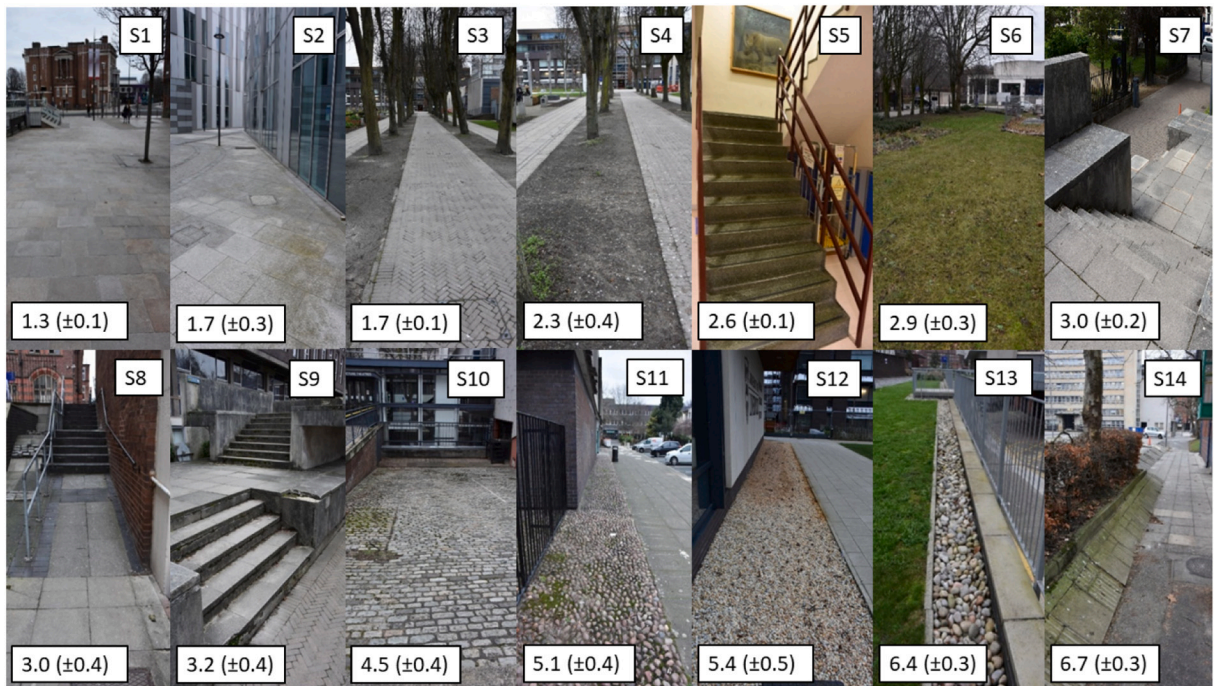 S1
S2
S3
S4
S5
S6
S7
1.3 (±0.1)
1.7 (±0.3)
1.7 (±0.1)
2.3 (±0.4)
2.6 (±0.1)
2.9 (±0.3)
3.0 (±0.2)
S8
S9
S10
S11
S12
S13
S14
3.0 (±0.4)
3.2 (±0.4)
4.5 (±0.4)
5.1 (±0.4)
5.4 (±0.5)
6.4 (±0.3)
6.7 (±0.3)